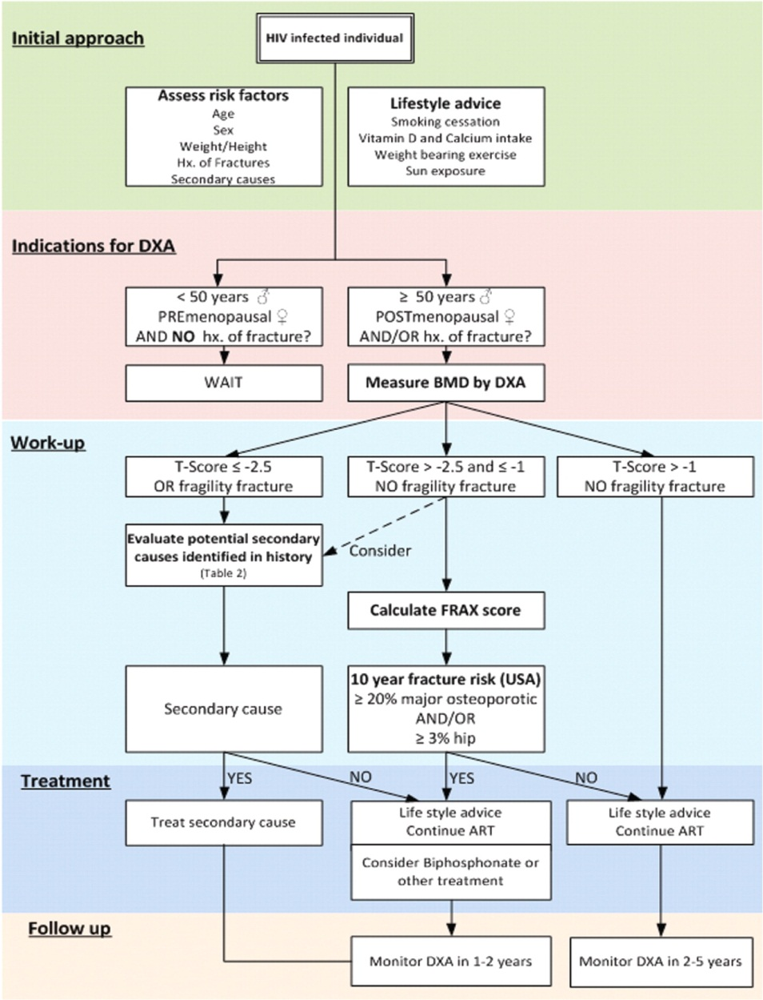 Initial approach
HIV infected individual
Assess risk factors
Age
Sex
Weight/Height
Hx. of Fractures
Secondary causes
Lifestyle advice
Smoking cessation
Vitamin D and Calcium intake
Weight bearing exercise
Sun exposure
Indications for DXA
< 50 years ♂
PREmenopausal ♀
AND NO hx. of fracture?
≥ 50 years ♂
POSTmenopausal ♀
AND/OR hx. of fracture?
WAIT
Measure BMD by DXA
Work-up
T-Score ≤ -2.5
OR fragility fracture
T-Score > -2.5 and ≤ -1
NO fragility fracture
T-Score > -1
NO fragility fracture
Evaluate potential secondary
causes identified in history
(Table 2)
Consider
Calculate FRAX score
Secondary cause
10 year fracture risk (USA)
≥ 20% major osteoporotic
AND/OR
≥ 3% hip
Treatment
YES
NO
YES
NO
Treat secondary cause
Life style advice
Continue ART
Consider Biphosphonate or
other treatment
Life style advice
Continue ART
Follow up
Monitor DXA in 1-2 years
Monitor DXA in 2-5 years